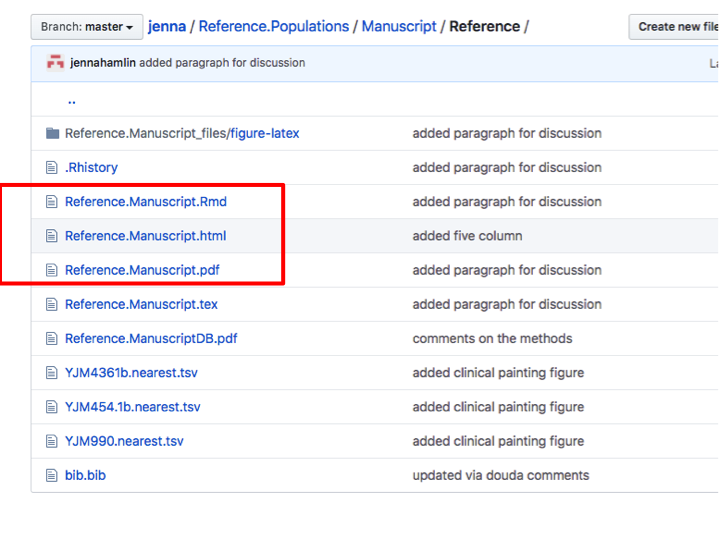 Branch: master jenna / Reference.Populations / Manuscript / Reference / Create new file
jennahamlin added paragraph for discussion
..
Reference.Manuscript_files/figure-latex added paragraph for discussion
.Rhistory added paragraph for discussion
Reference.Manuscript.Rmd added paragraph for discussion
Reference.Manuscript.html added five column
Reference.Manuscript.pdf added paragraph for discussion
Reference.Manuscript.tex added paragraph for discussion
Reference.ManuscriptDB.pdf comments on the methods
YJM4361b.nearest.tsv added clinical painting figure
YJM454.1b.nearest.tsv added clinical painting figure
YJM990.nearest.tsv added clinical painting figure
bib.bib updated via douda comments